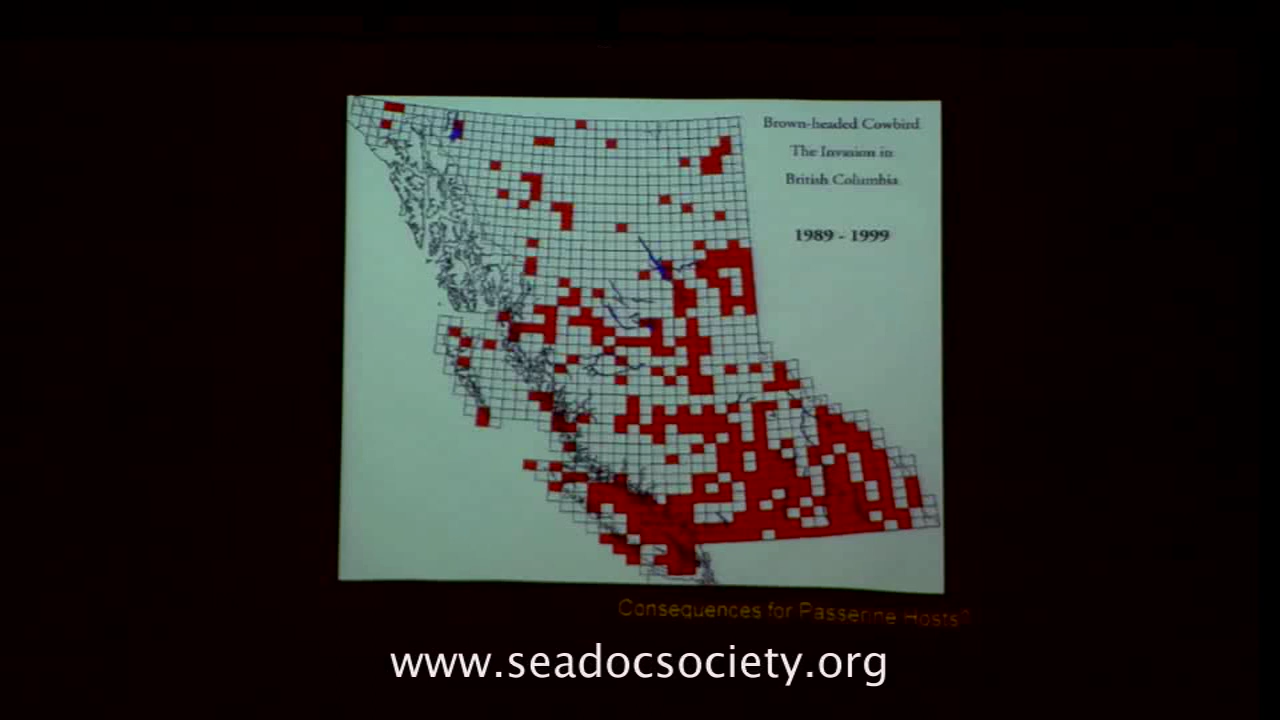 Brown-headed Cowbird
The Invasion in
British Columbia
1989 - 1999
Consequences for Passerine Hosts?
www.seadocsociety.org